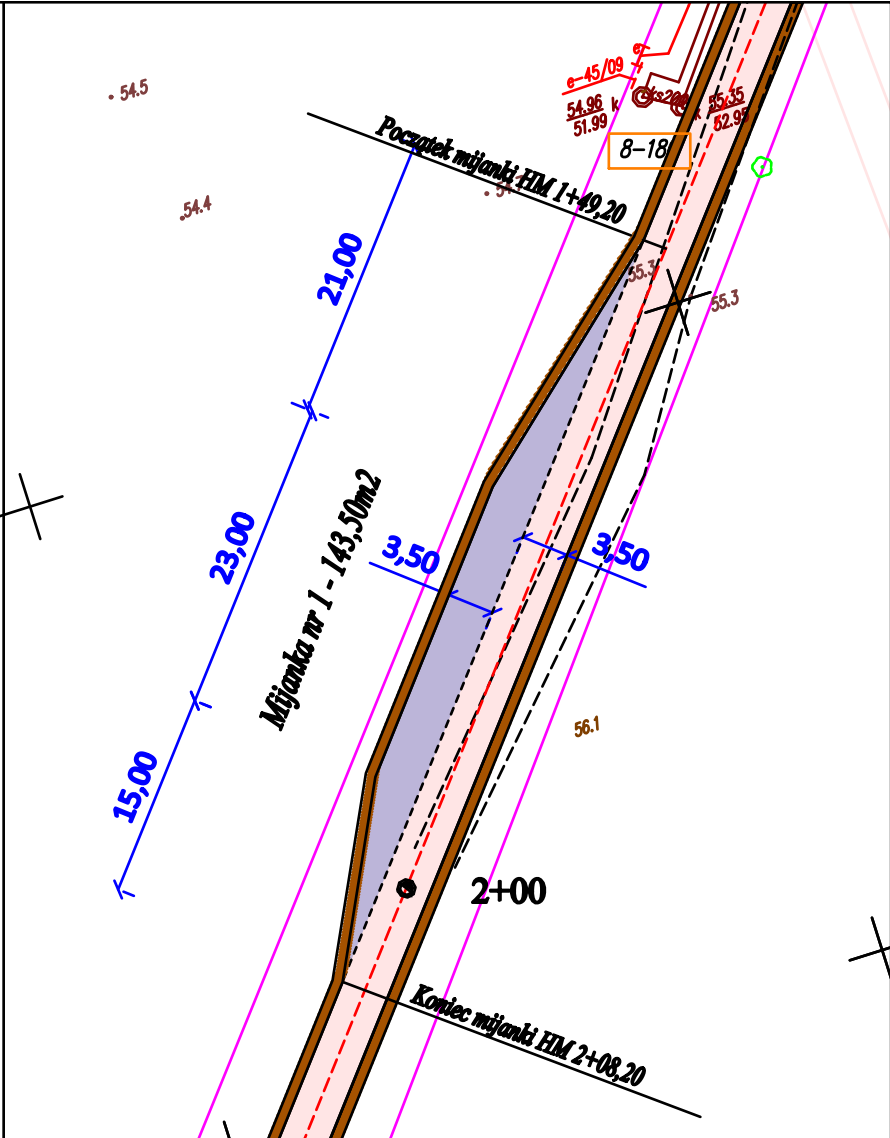 54.5
e
e-45/09
54.96 k
51.99
ks200
55.35
k
52.95
8-18
Początek mijanki HM 1+49,20
54.4
21,00
55.3
55.3
Mijanka nr 1 - 143,50m2
23,00
3,50
3,50
56.1
15,00
2+00
Koniec mijanki HM 2+08,20